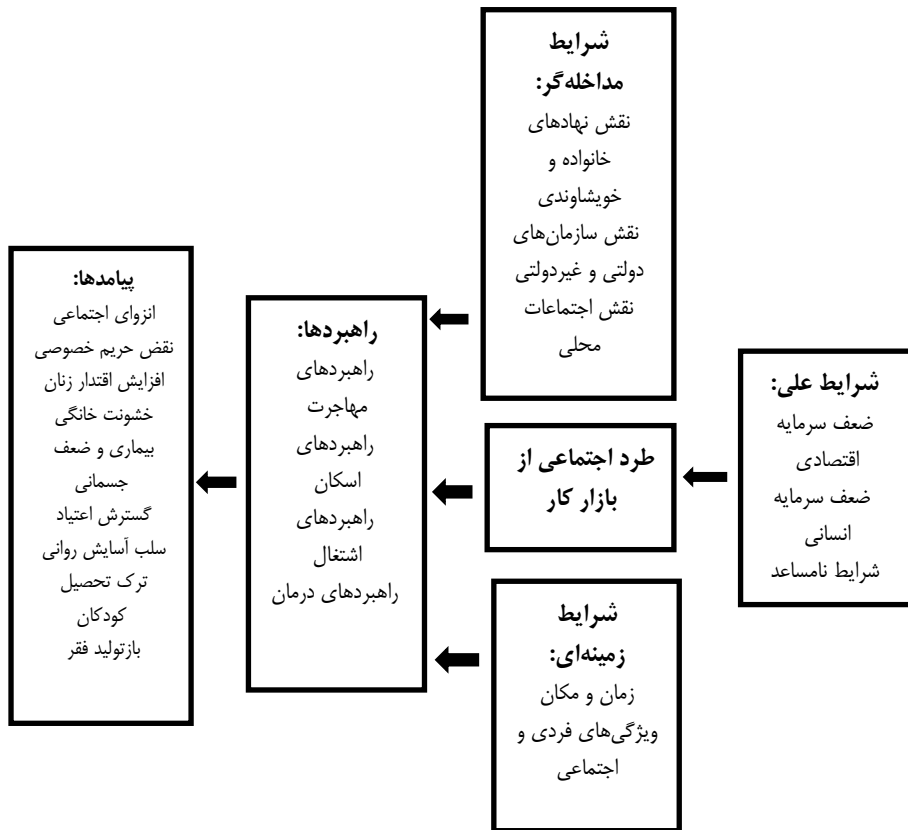 شرایط
مداخله‌گر:
نقش نهادهای
خانواده و
خویشاوندی
نقش سازمان‌های
دولتی و غیردولتی
نقش اجتماعات
محلی
شرایط علی:
ضعف سرمایه
اقتصادی
ضعف سرمایه
انسانی
شرایط نامساعد
طرد اجتماعی از
بازار کار
شرایط
زمینه‌ای:
زمان و مکان
ویژگی‌های فردی و
اجتماعی
راهبردها:
راهبردهای
مهاجرت
راهبردهای
اسکان
راهبردهای
اشتغال
راهبردهای درمان
پیامدها:
انزوای اجتماعی
نقض حریم خصوصی
افزایش اقتدار زنان
خشونت خانگی
بیماری و ضعف
جسمانی
گسترش اعتیاد
سلب آسایش روانی
ترک تحصیل
کودکان
بازتولید فقر